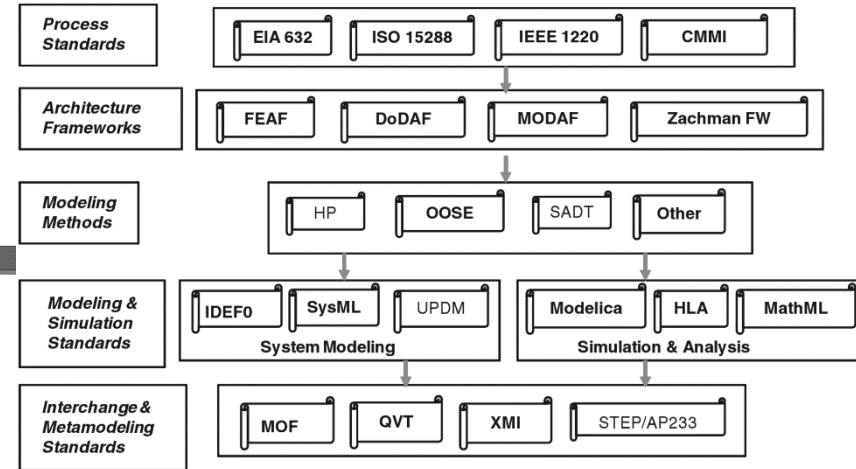 Process
Standards
EIA 632
ISO 15288
IEEE 1220
CMMI
Architecture
Frameworks
FEAF
DoDAF
MODAF
Zachman FW
Modeling
Methods
HP
OOSE
SADT
Other
Modeling &
Simulation
Standards
IDEF0
SysML
UPDM
System Modeling
Modelica
HLA
MathML
Simulation & Analysis
Interchange &
Metamodeling
Standards
MOF
QVT
XMI
STEP/AP233